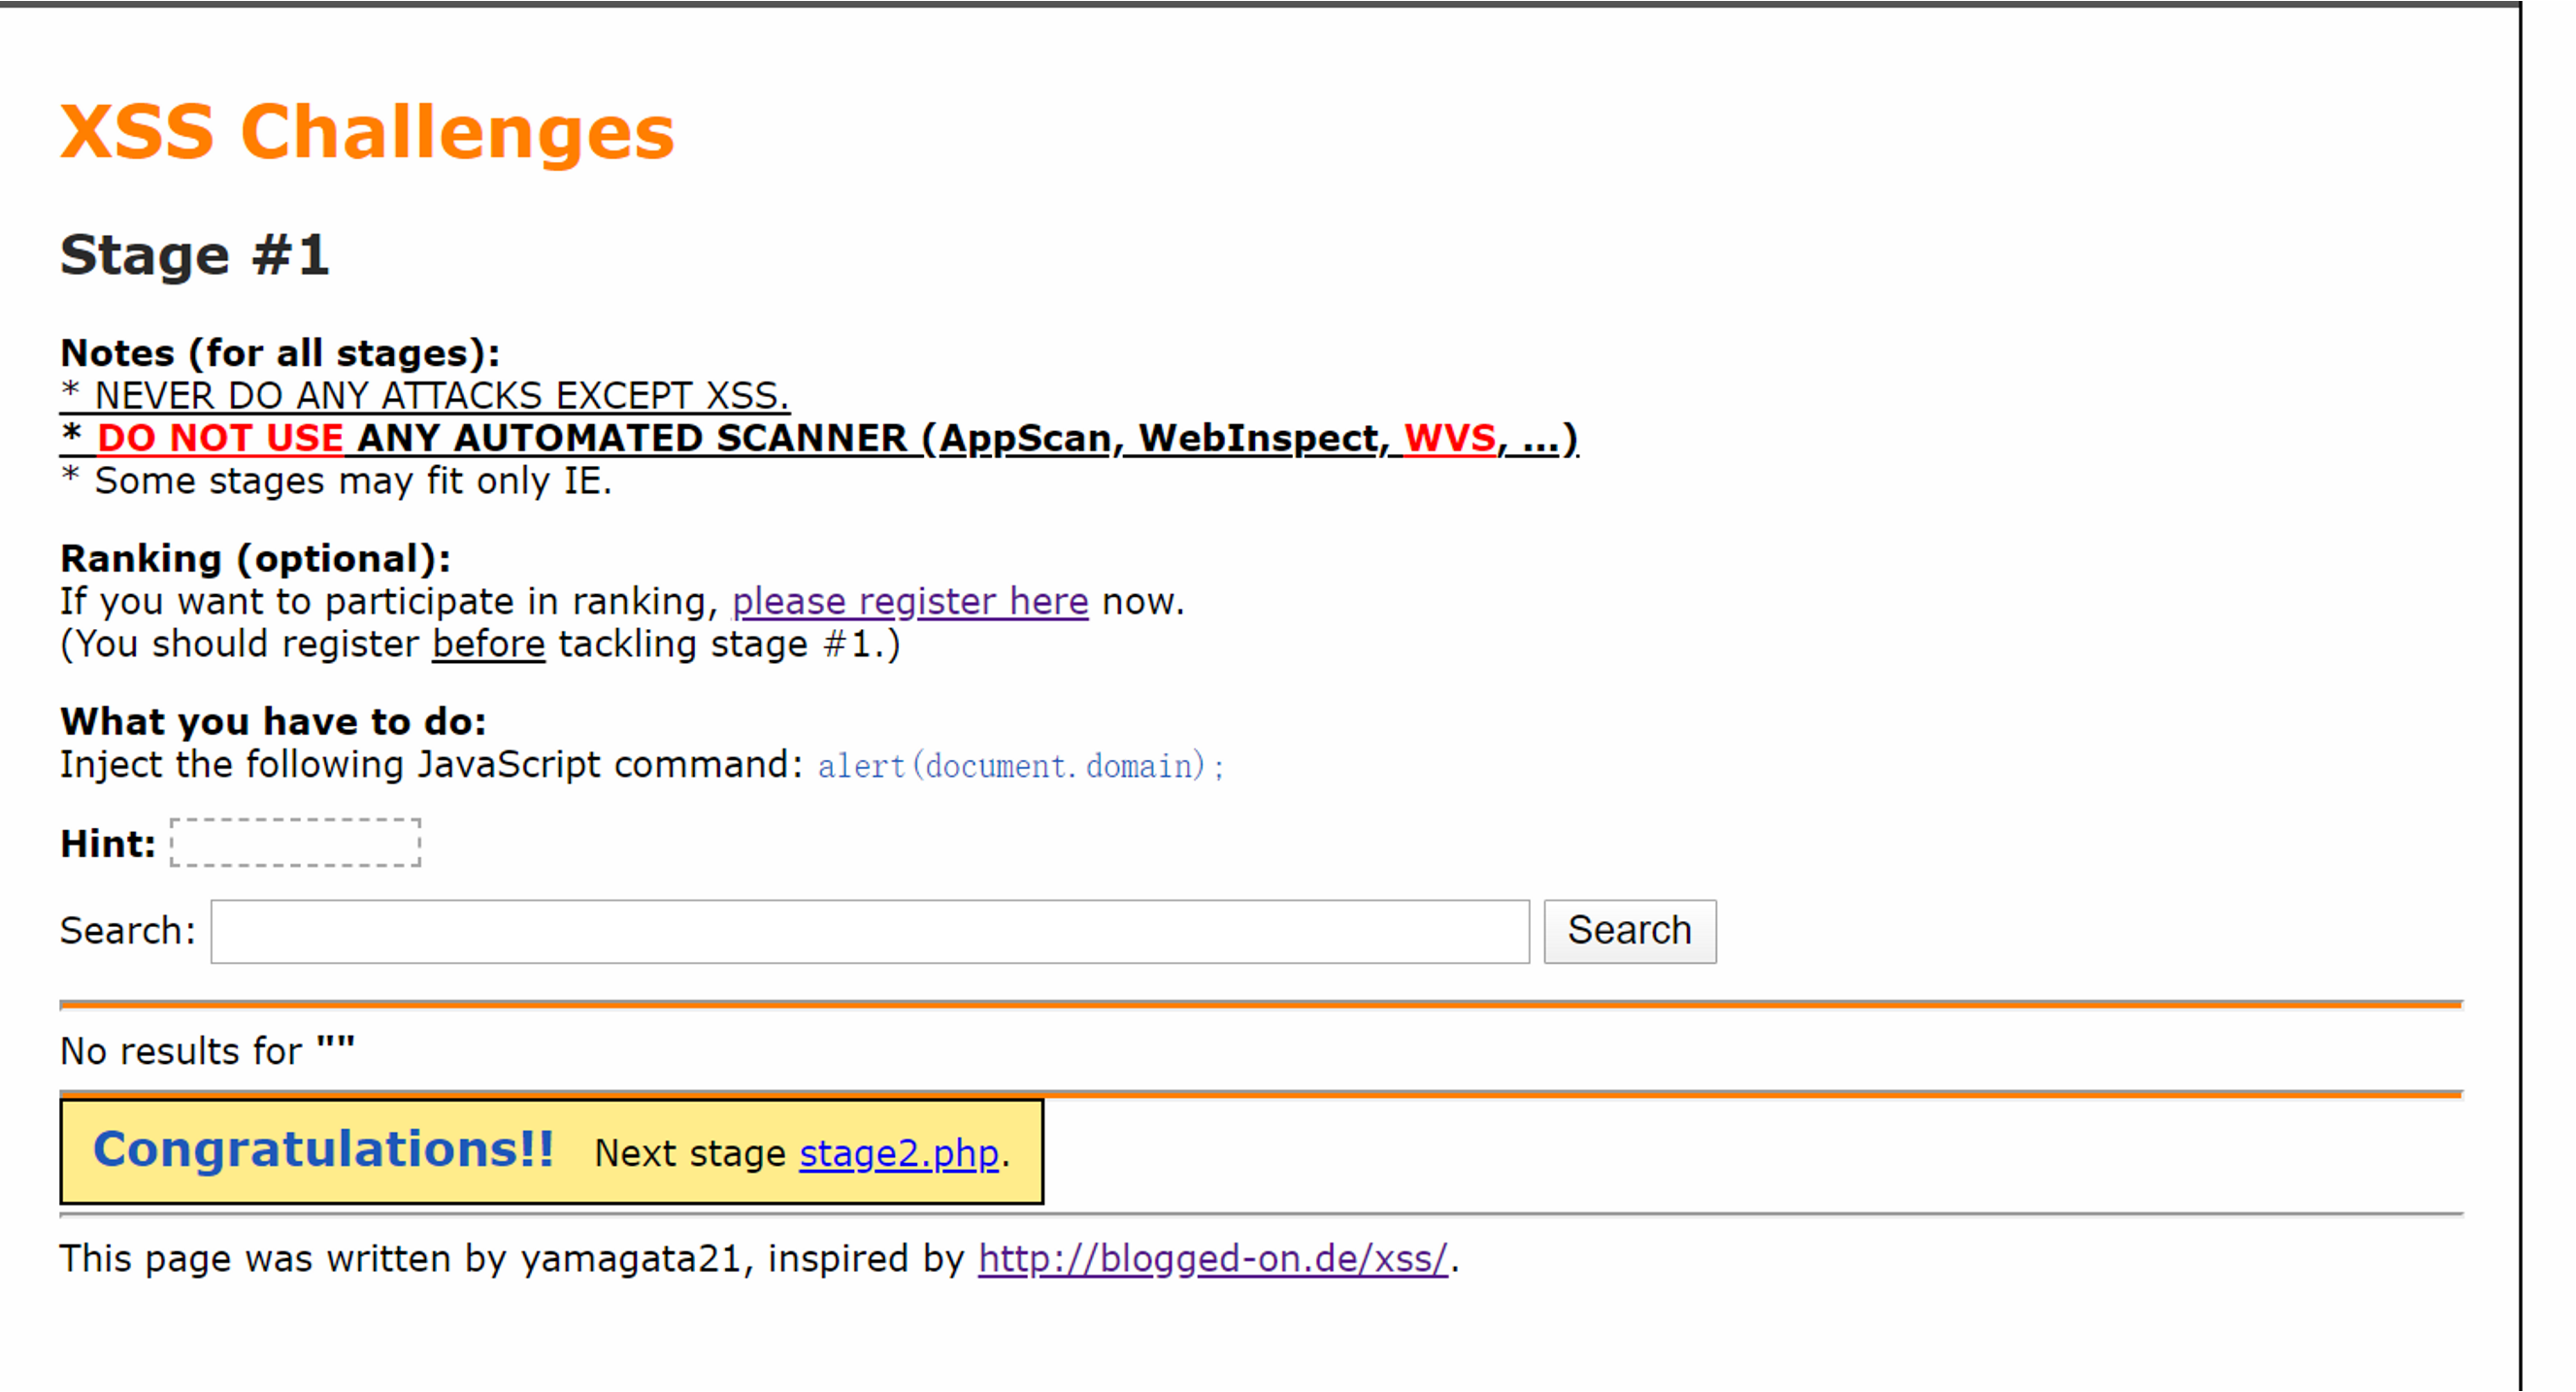 XSS Challenges
Stage #1
Notes (for all stages):
* NEVER DO ANY ATTACKS EXCEPT XSS.
* DO NOT USE ANY AUTOMATED SCANNER (AppScan, WebInspect, WVS, ...)
* Some stages may fit only IE.
Ranking (optional):
If you want to participate in ranking, please register here now.
(You should register before tackling stage #1.)
What you have to do:
Inject the following JavaScript command: alert(document.domain);
Hint:
Search: Search
No results for ""
Congratulations!! Next stage stage2.php.
This page was written by yamagata21, inspired by http://blogged-on.de/xss/.